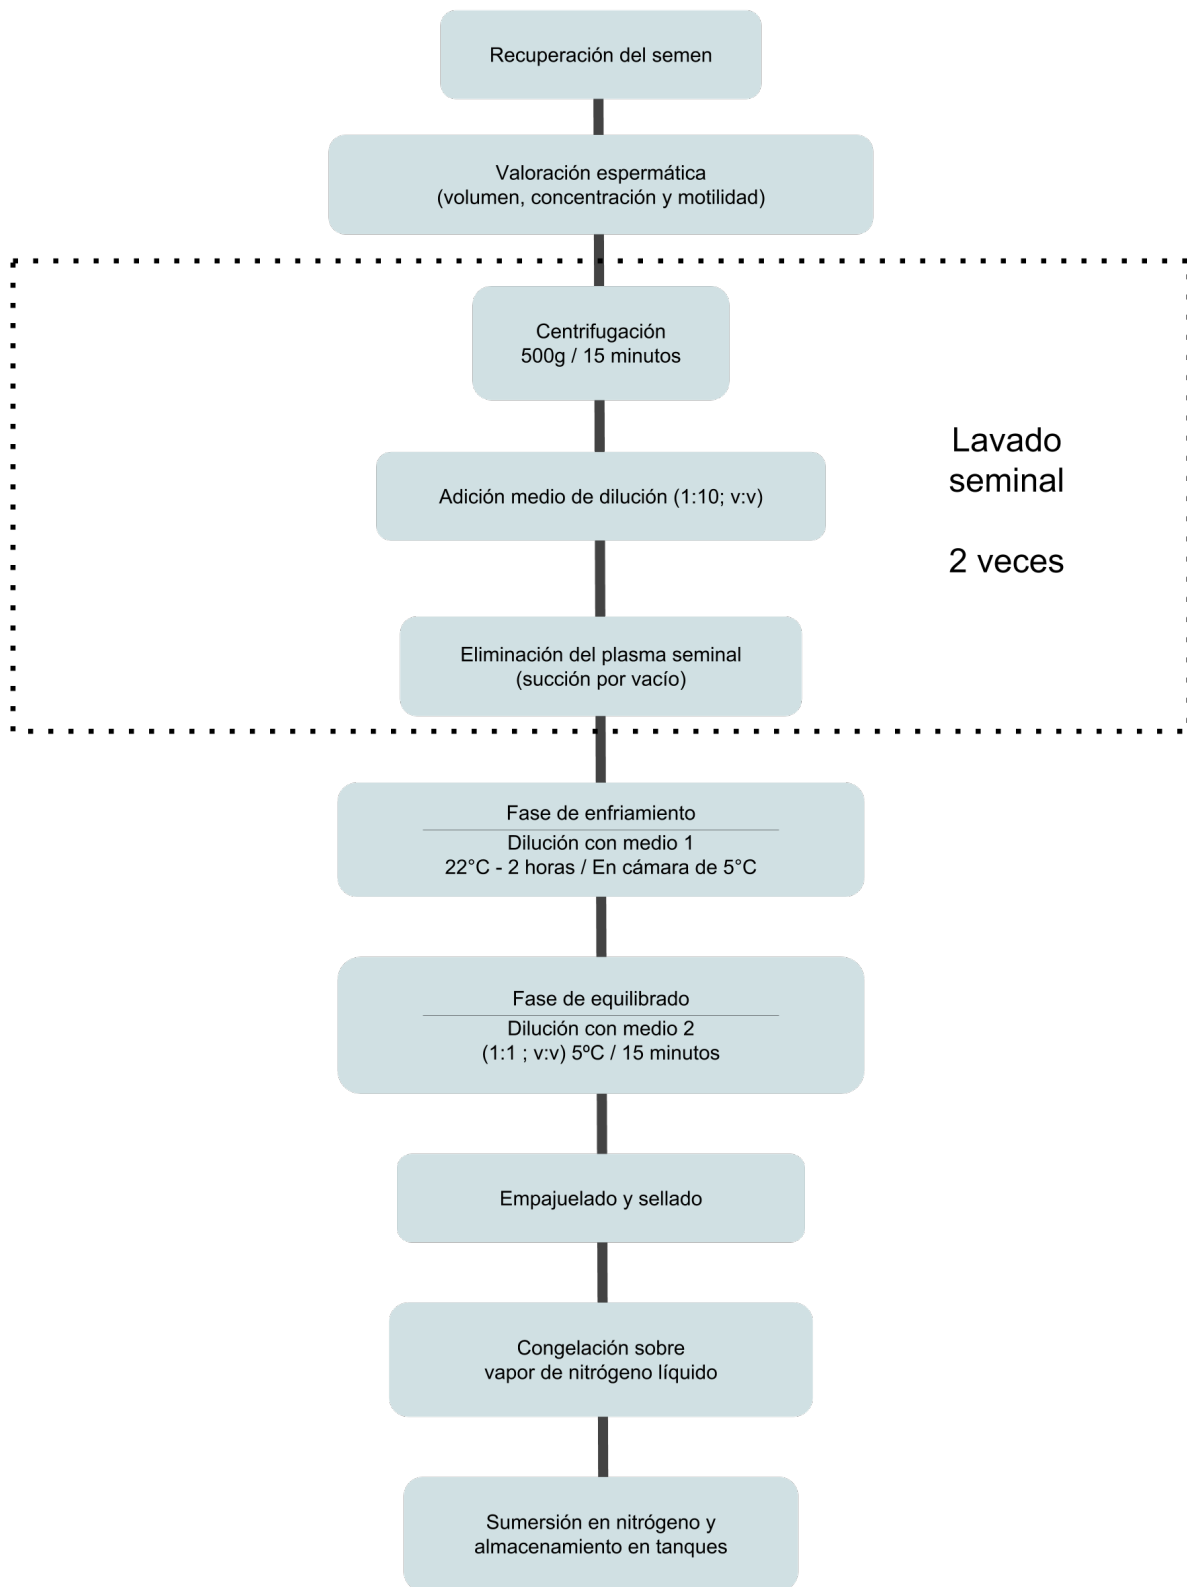 Recuperación del semen
Valoración espermática
(volumen, concentración y motilidad)
Centrifugación
500g / 15 minutos
Adición medio de dilución (1:10; v:v)
Lavado
seminal
2 veces
Eliminación del plasma seminal
(succión por vacío)
Fase de enfriamiento
Dilución con medio 1
22°C - 2 horas / En cámara de 5°C
Fase de equilibrado
Dilución con medio 2
(1:1 ; v:v) 5ºC / 15 minutos
Empajuelado y sellado
Congelación sobre
vapor de nitrógeno líquido
Sumersión en nitrógeno y
almacenamiento en tanques